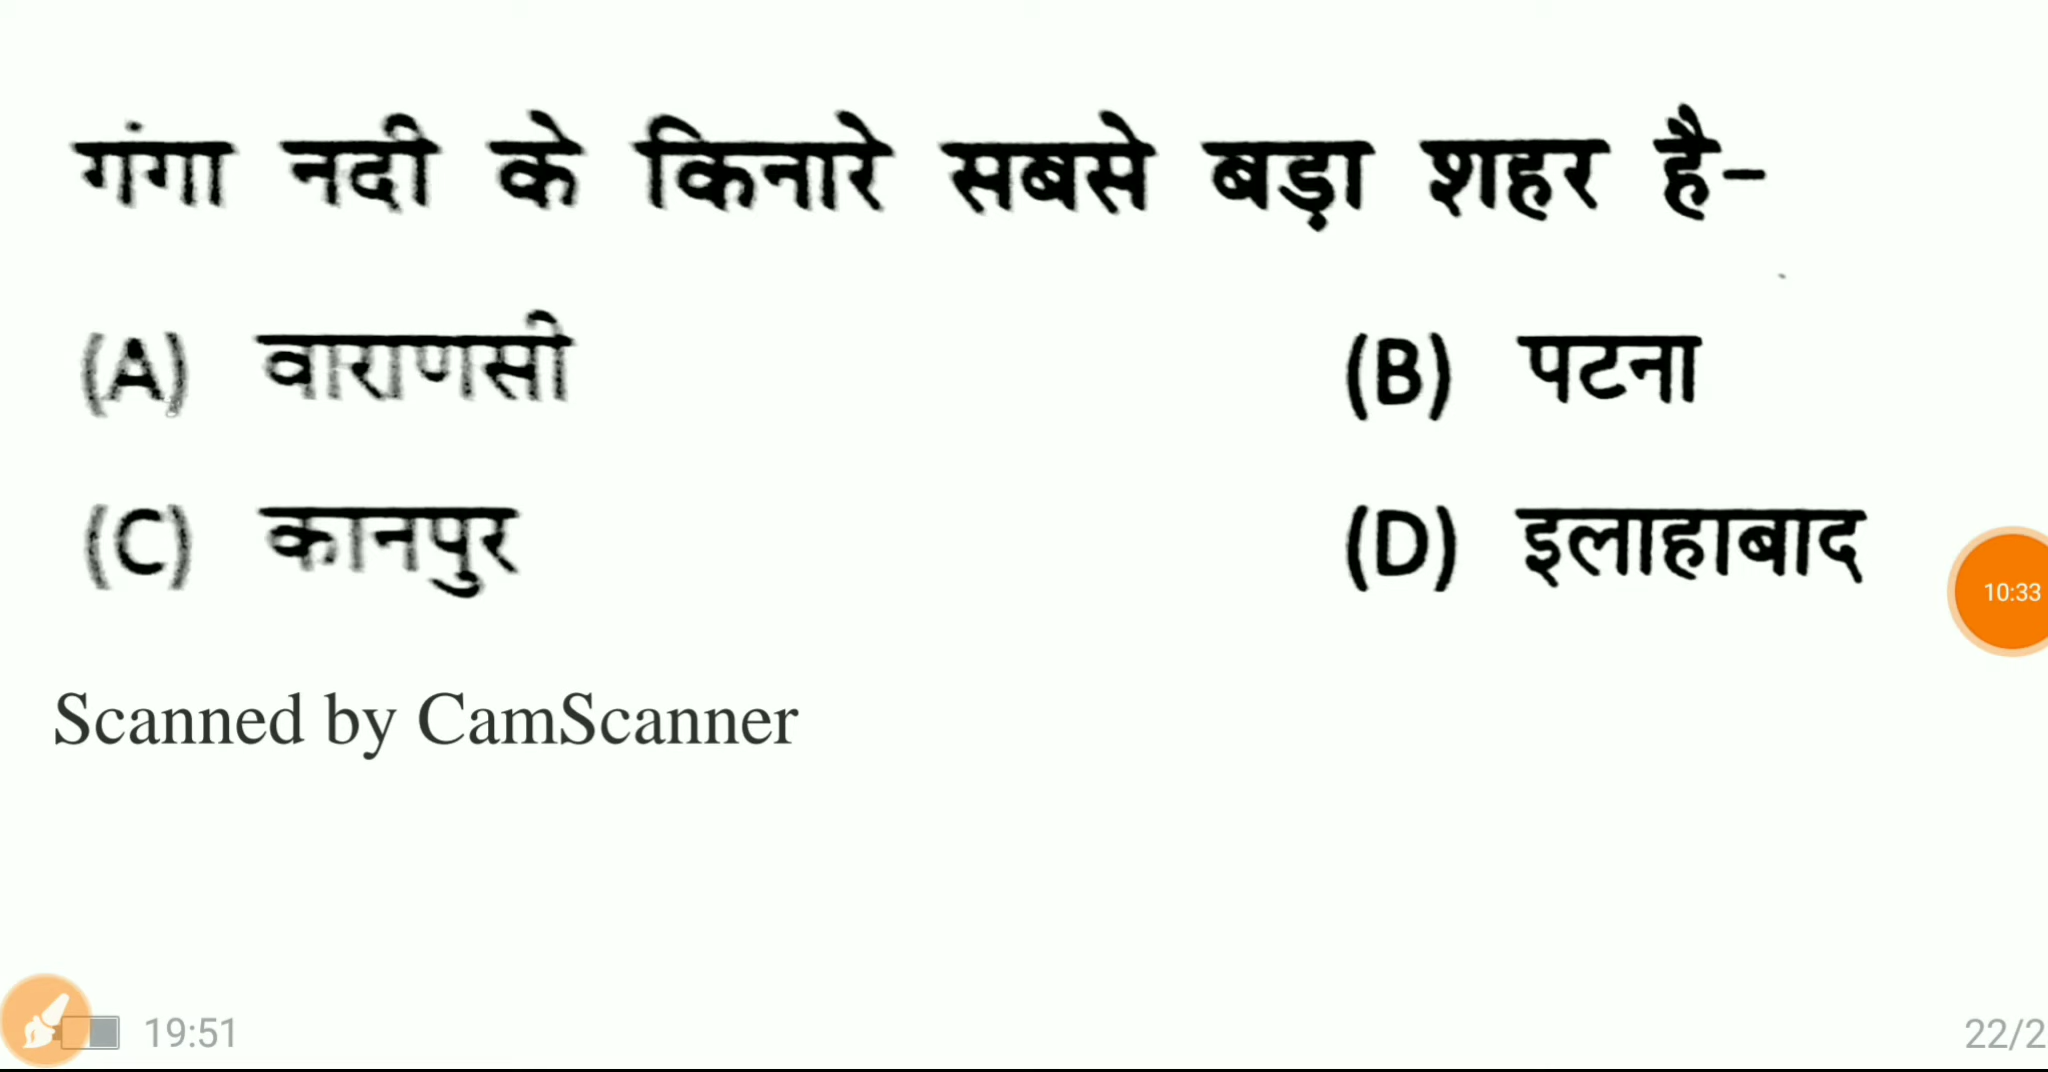 गंगा नदी के किनारे सबसे बड़ा शहर है-
(A) वाराणसी (B) पटना
(C) कानपुर (D) इलाहाबाद
10:33
Scanned by CamScanner
19:51 22/2